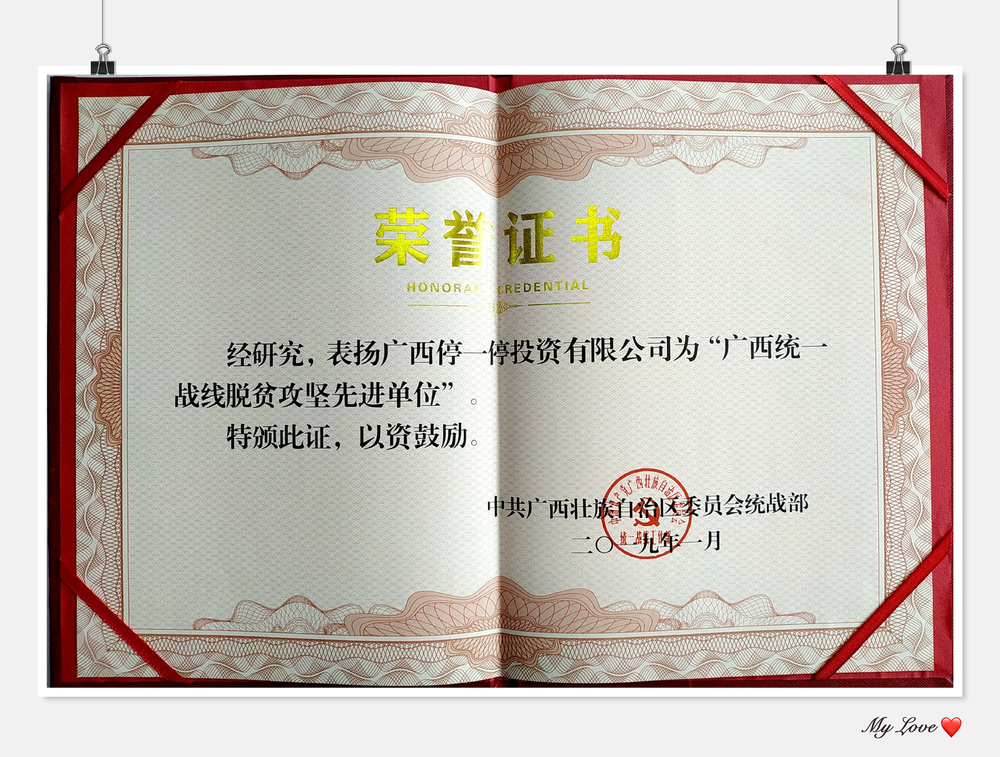 荣誉证书
HONORAR CREDENTIAL
经研究，表扬广西停一停投资有限公司为“广西统一
战线脱贫攻坚先进单位”。
特颁此证，以资鼓励。
中共广西壮族自治区委员会统战部
二〇一九年一月
My Love❤️